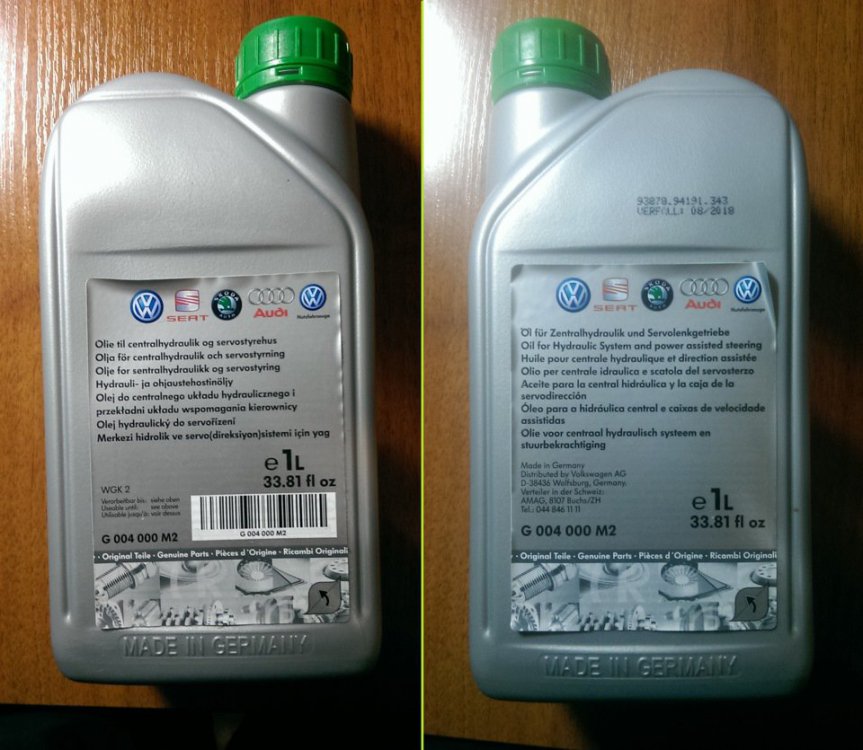 SEAT
SKODA
AUTO
Audi
Nutzfahrzeuge
Olie til centralhydraulik og servostyrehus
Olja för centralhydraulik och servostyrning
Olje for sentralhydraulikk og servostyring
Hydrauli- ja ohjaustehostinöljy
Olej do centralnego układu hydraulicznego i
przekładni układu wspomagania kierownicy
Olej hydraulický do servořízení
Merkezi hidrolik ve servo(direksiyon)sistemi için yag
e 1L
33.81 fl oz
WGK 2
Verarbeitbar bis: siehe oben
Useable until: see above
Utilisable jusqu'à: voir dessus
G 004 000 M2
G 004 000 M2
· Original Teile · Genuine Parts · Pièces d'Origine · Ricambi Originali
MADE IN GERMANY
93878.94191.343
VERFALL: 08/2018
SEAT
SKODA
AUTO
Audi
Nutzfahrzeuge
Öl für Zentralhydraulik und Servolenkgetriebe
Oil for Hydraulic System and power assisted steering
Huile pour centrale hydraulique et direction assistée
Olio per centrale idraulica e scatola del servosterzo
Aceite para la central hidráulica y la caja de la
servodirección
Óleo para a hidráulica central e caixas de velocidade
assistidas
Olie voor centraal hydraulisch systeem en
stuurbekrachtiging
Made in Germany
Distributed by Volkswagen AG
D-38436 Wolfsburg, Germany.
Verteiler in der Schweiz:
AMAG, 8107 Buchs/ZH
Tel.: 044 846 11 11
e 1L
33.81 fl oz
G 004 000 M2
· Original Teile · Genuine Parts · Pièces d'Origine · Ricambi Originali
MADE IN GERMANY